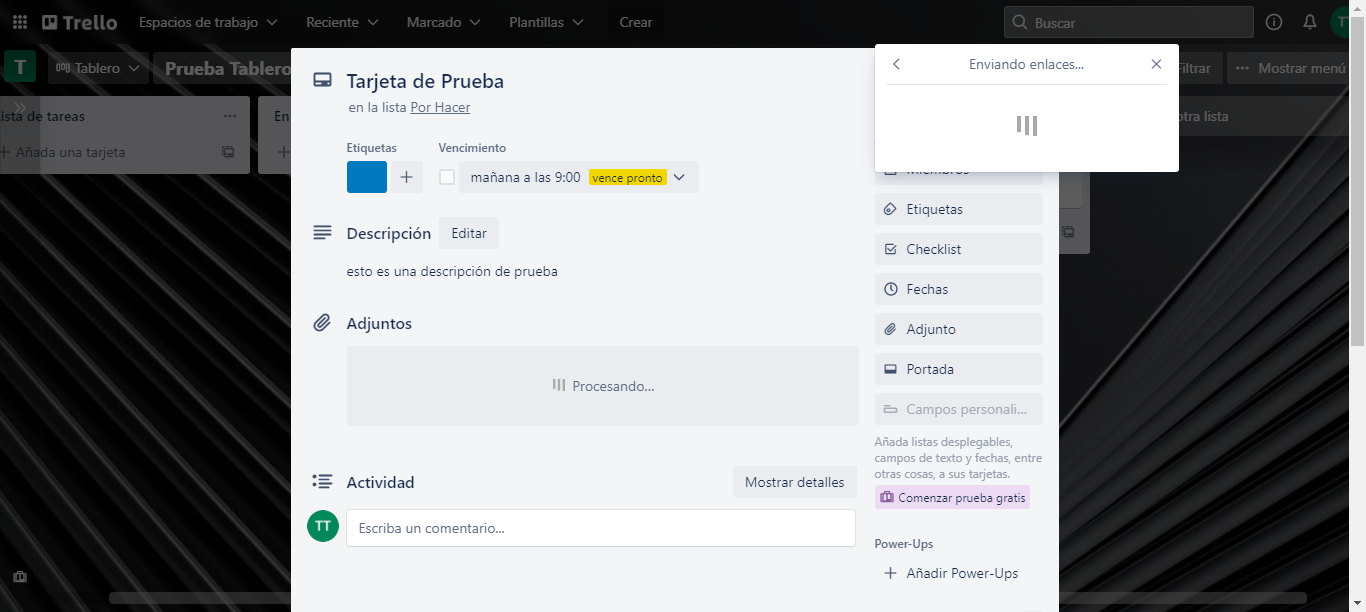 Trello Espacios de trabajo Reciente Marcado Plantillas Crear Buscar
T Tablero Prueba Tablero Filtrar Mostrar menú
de tareas
Añada una tarjeta
En
otra lista
Tarjeta de Prueba
en la lista Por Hacer
Etiquetas Vencimiento
mañana a las 9:00 vence pronto
Descripción Editar
esto es una descripción de prueba
Adjuntos
Procesando...
Actividad Mostrar detalles
TT Escriba un comentario...
Enviando enlaces...
Miembros
Etiquetas
Checklist
Fechas
Adjunto
Portada
Campos personali...
Añada listas desplegables,
campos de texto y fechas, entre
otras cosas, a sus tarjetas.
Comenzar prueba gratis
Power-Ups
Añadir Power-Ups